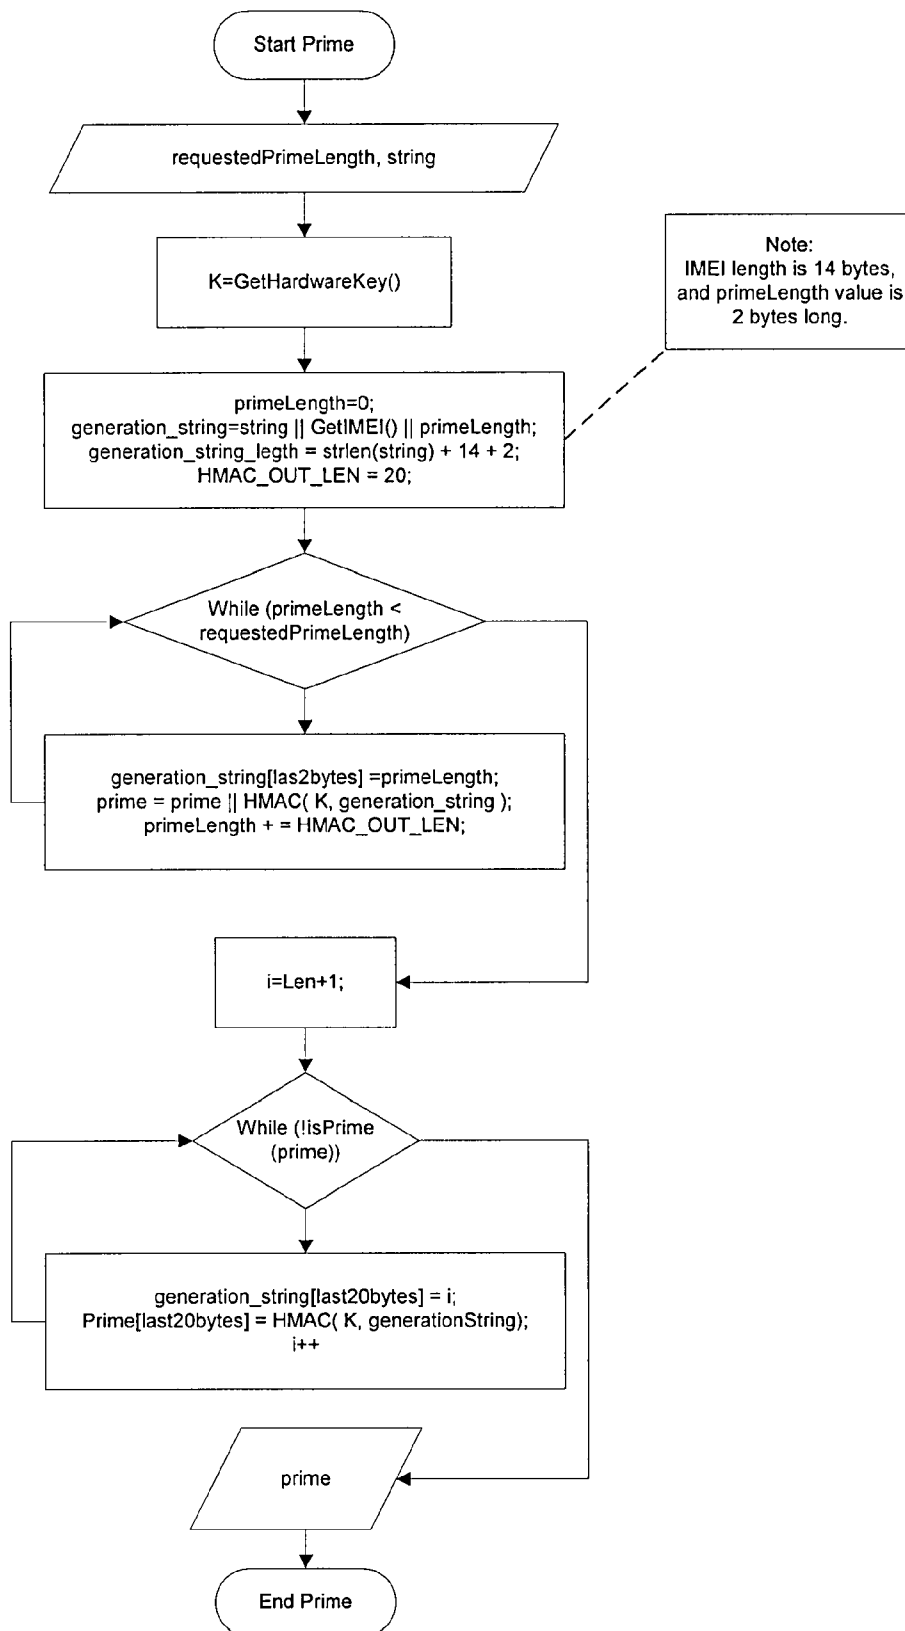 Start Prime
requestedPrimeLength, string
K=GetHardwareKey()
Note:
IMEI length is 14 bytes,
and primeLength value is
2 bytes long.
primeLength=0;
generation_string=string || GetIMEI() || primeLength;
generation_string_legth = strlen(string) + 14 + 2;
HMAC_OUT_LEN = 20;
While (primeLength <
requestedPrimeLength)
generation_string[las2bytes] =primeLength;
prime = prime || HMAC( K, generation_string );
primeLength + = HMAC_OUT_LEN;
i=Len+1;
While (!isPrime
(prime))
generation_string[last20bytes] = i;
Prime[last20bytes] = HMAC( K, generationString);
i++
prime
End Prime